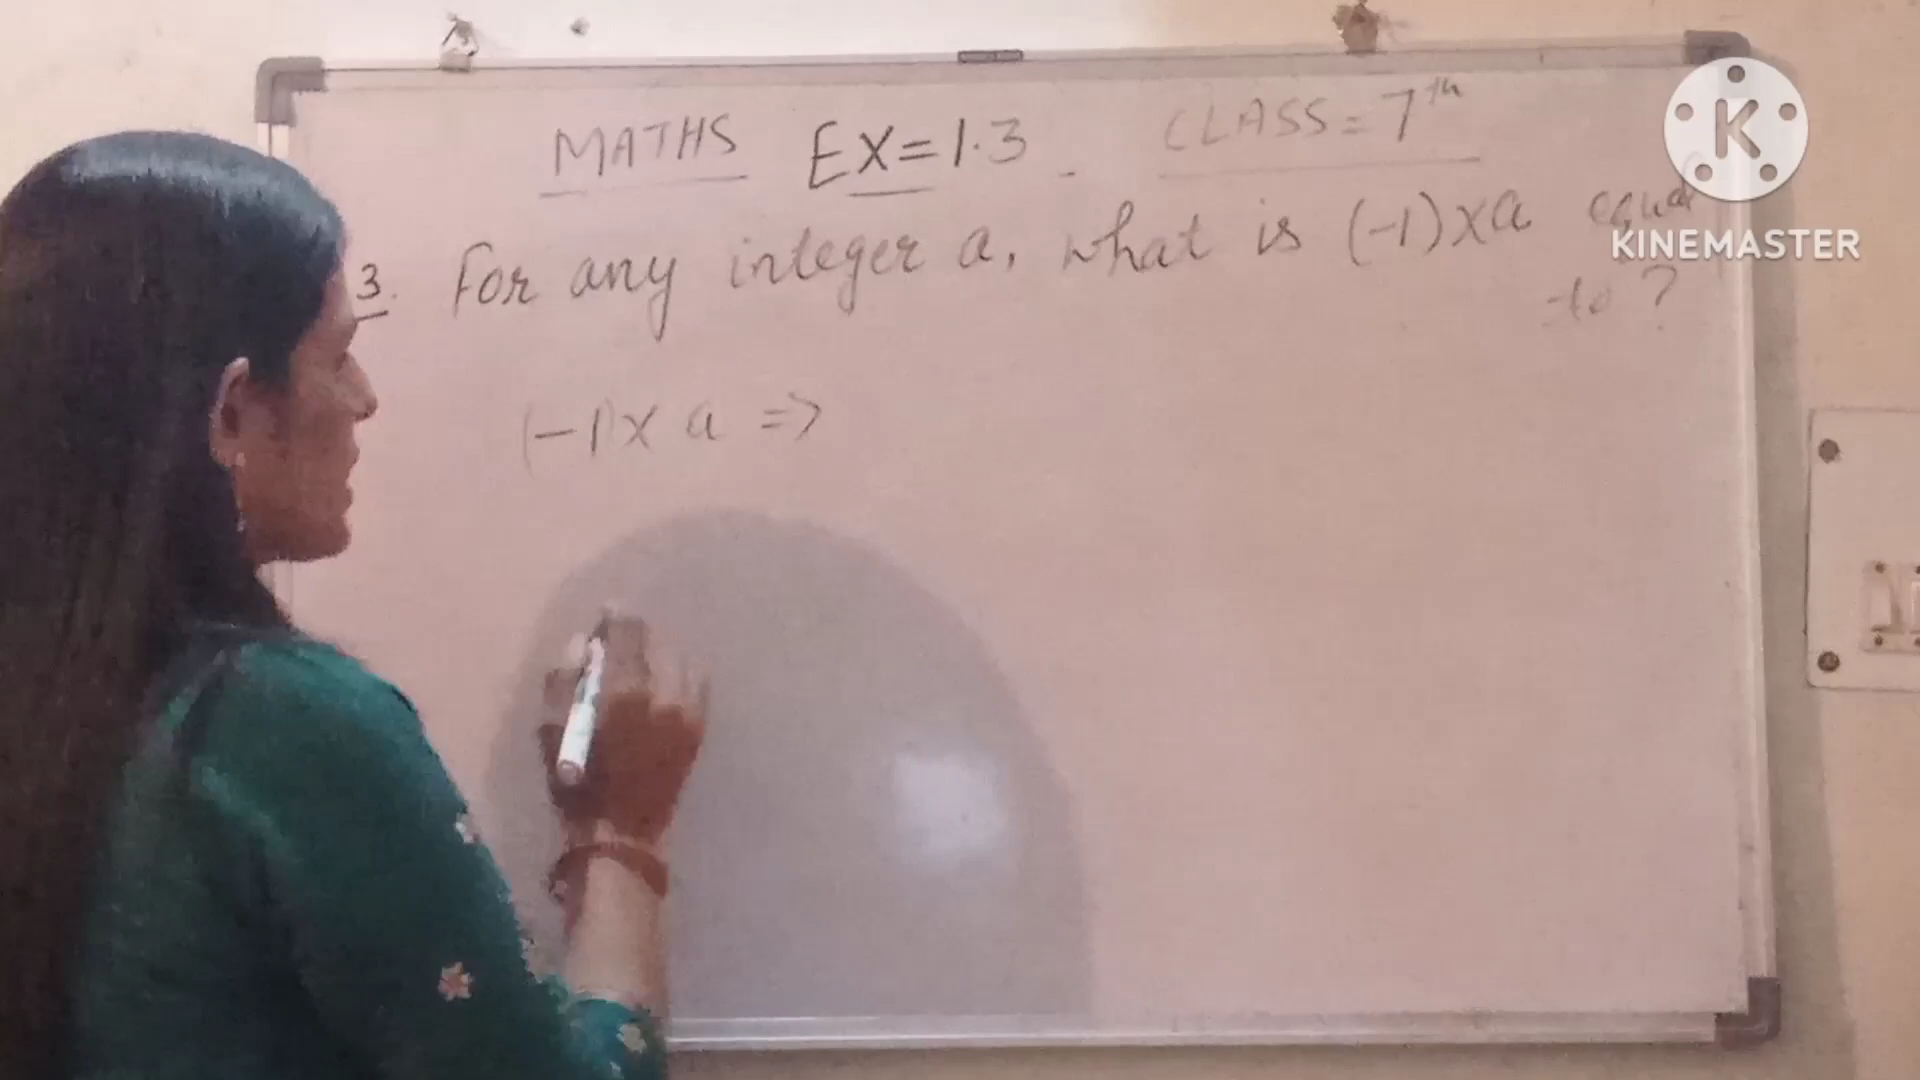 MATHS EX=1.3 CLASS=7th
3. For any integer a, what is (-1)xa equal
to?
(-1)x a =>
K
KINEMASTER